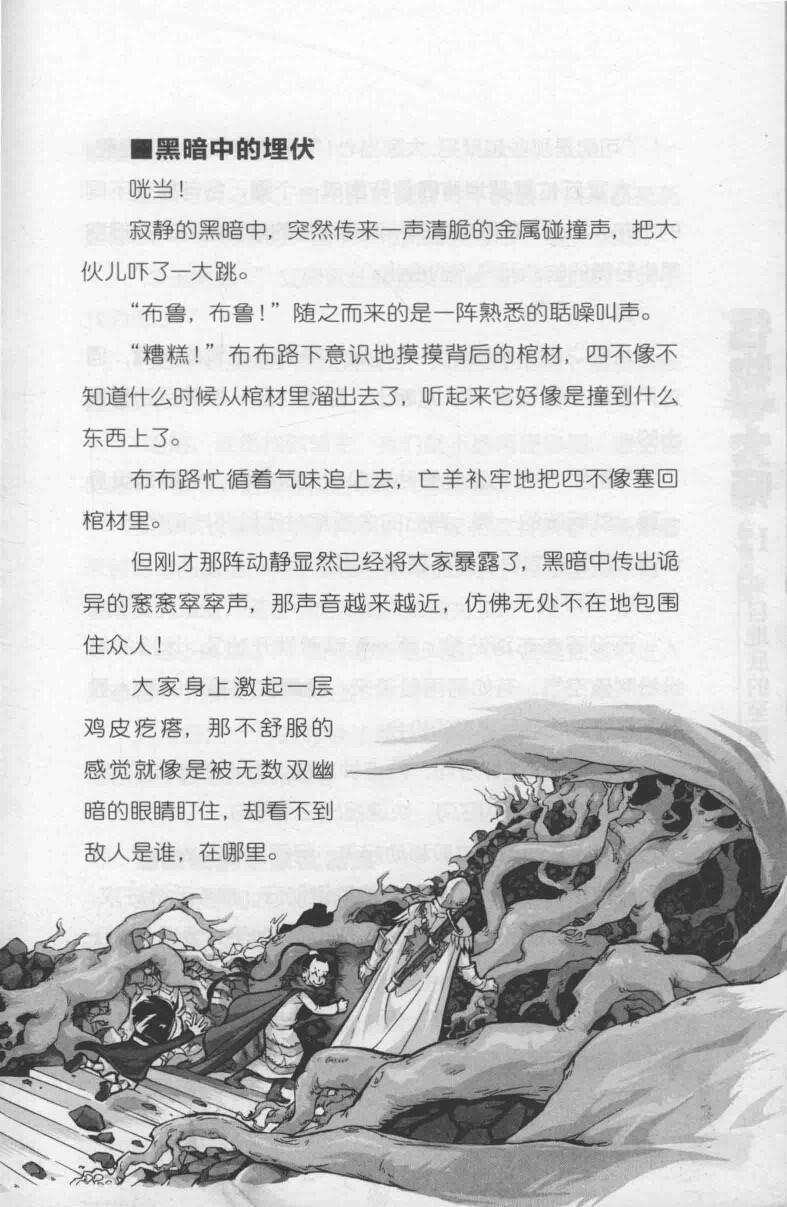 ■黑暗中的埋伏
咣当！
寂静的黑暗中，突然传来一声清脆的金属碰撞声，把大
伙儿吓了一大跳。
“布鲁，布鲁！”随之而来的是一阵熟悉的聒噪叫声。
“糟糕！”布布路下意识地摸摸背后的棺材，四不像不
知道什么时候从棺材里溜出去了，听起来它好像是撞到什么
东西上了。
布布路忙循着气味追上去，亡羊补牢地把四不像塞回
棺材里。
但刚才那阵动静显然已经将大家暴露了，黑暗中传出诡
异的窸窸窣窣声，那声音越来越近，仿佛无处不在地包围
住众人！
大家身上激起一层
鸡皮疙瘩，那不舒服的
感觉就像是被无数双幽
暗的眼睛盯住，却看不到
敌人是谁，在哪里。